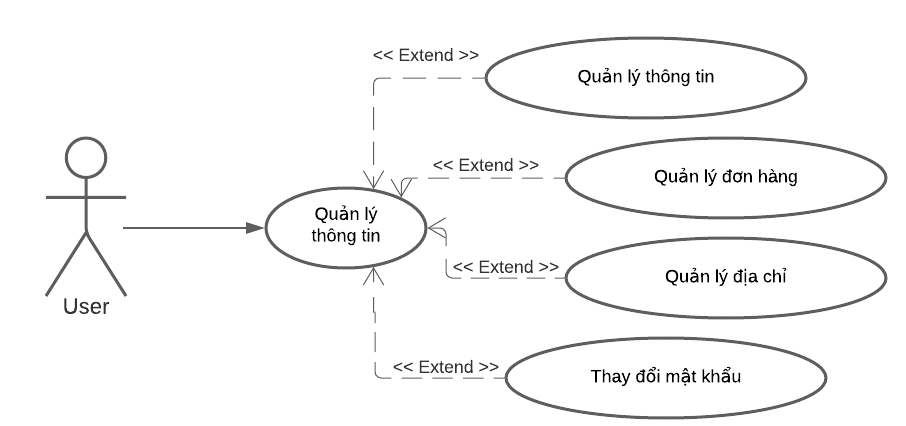 << Extend >>
Quản lý thông tin
<< Extend >>
Quản lý đơn hàng
Quản lý
thông tin
<< Extend >>
Quản lý địa chỉ
User
<< Extend >>
Thay đổi mật khẩu